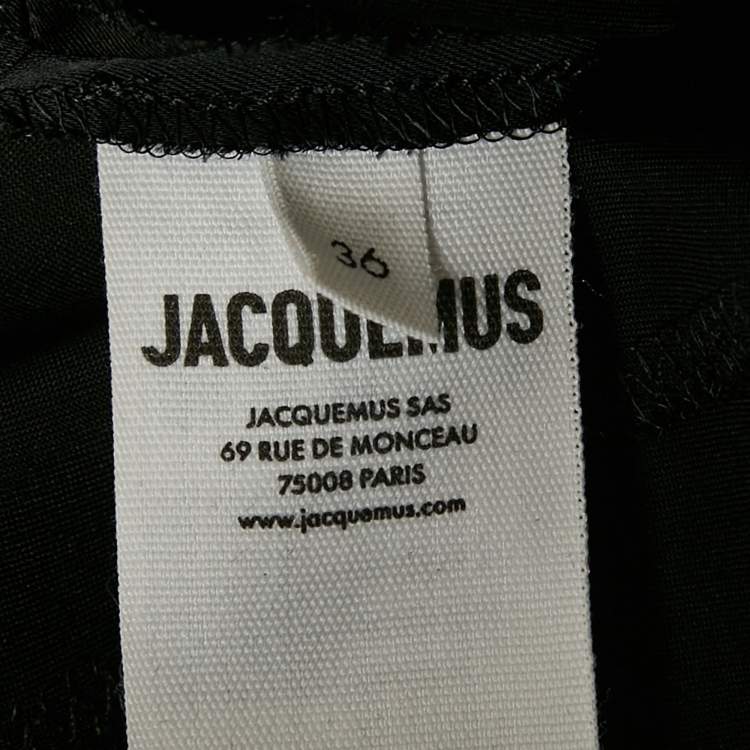 36
JACQUEMUS
JACQUEMUS SAS
69 RUE DE MONCEAU
75008 PARIS
www.jacquemus.com